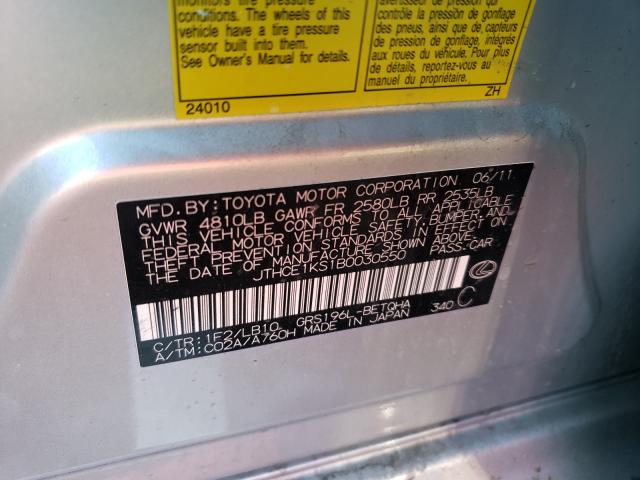 monitors tire pressure
conditions. The wheels of this
vehicle have a tire pressure
sensor built into them.
See Owner's Manual for details.
24010
avertisseur de pression qui
contrôle la pression de gonflage
des pneus, ainsi que de capteurs
de pression de gonflage, intégrés
aux roues du véhicule. Pour plus
de détails, se reporter au
manuel du propriétaire.
ZH
MFD. BY: TOYOTA MOTOR CORPORATION 06/11
GVWR 4810LB GAWR FR 2580LB RR 2535LB
THIS VEHICLE CONFORMS TO ALL APPLICABLE
FEDERAL MOTOR VEHICLE SAFETY, BUMPER, AND
THEFT PREVENTION STANDARDS IN EFFECT ON
THE DATE OF MANUFACTURE SHOWN ABOVE.
JTHCE1KS1B0030550 PASS.CAR
C/TR:1F2/LB10 GRS196L-BETQHA 340 C
A/TM:C02A/A760H MADE IN JAPAN